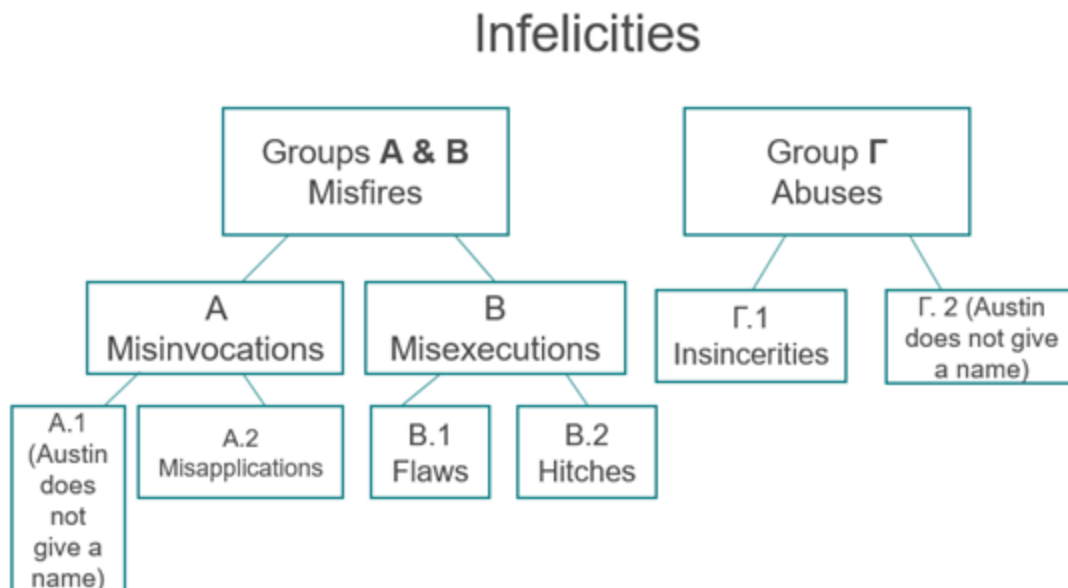 Infelicities
Groups A & B
Misfires
Group Γ
Abuses
A
Misinvocations
B
Misexecutions
Γ.1
Insincerities
Γ. 2 (Austin
does not give
a name)
A.1
(Austin
does
not
give a
name)
A.2
Misapplications
B.1
Flaws
B.2
Hitches